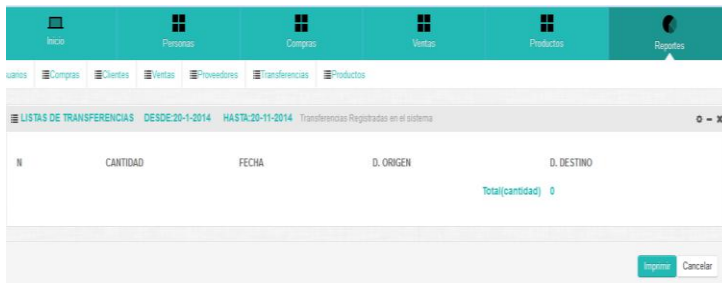 Inicio Personas Compras Ventas Productos Reportes
uarios Compras Clientes Ventas Proveedores Transferencias Productos
LISTAS DE TRANSFERENCIAS DESDE:20-1-2014 HASTA:20-11-2014 Transferencias Registradas en el sistema
N CANTIDAD FECHA D. ORIGEN D. DESTINO
Total(cantidad) 0
Imprimir Cancelar